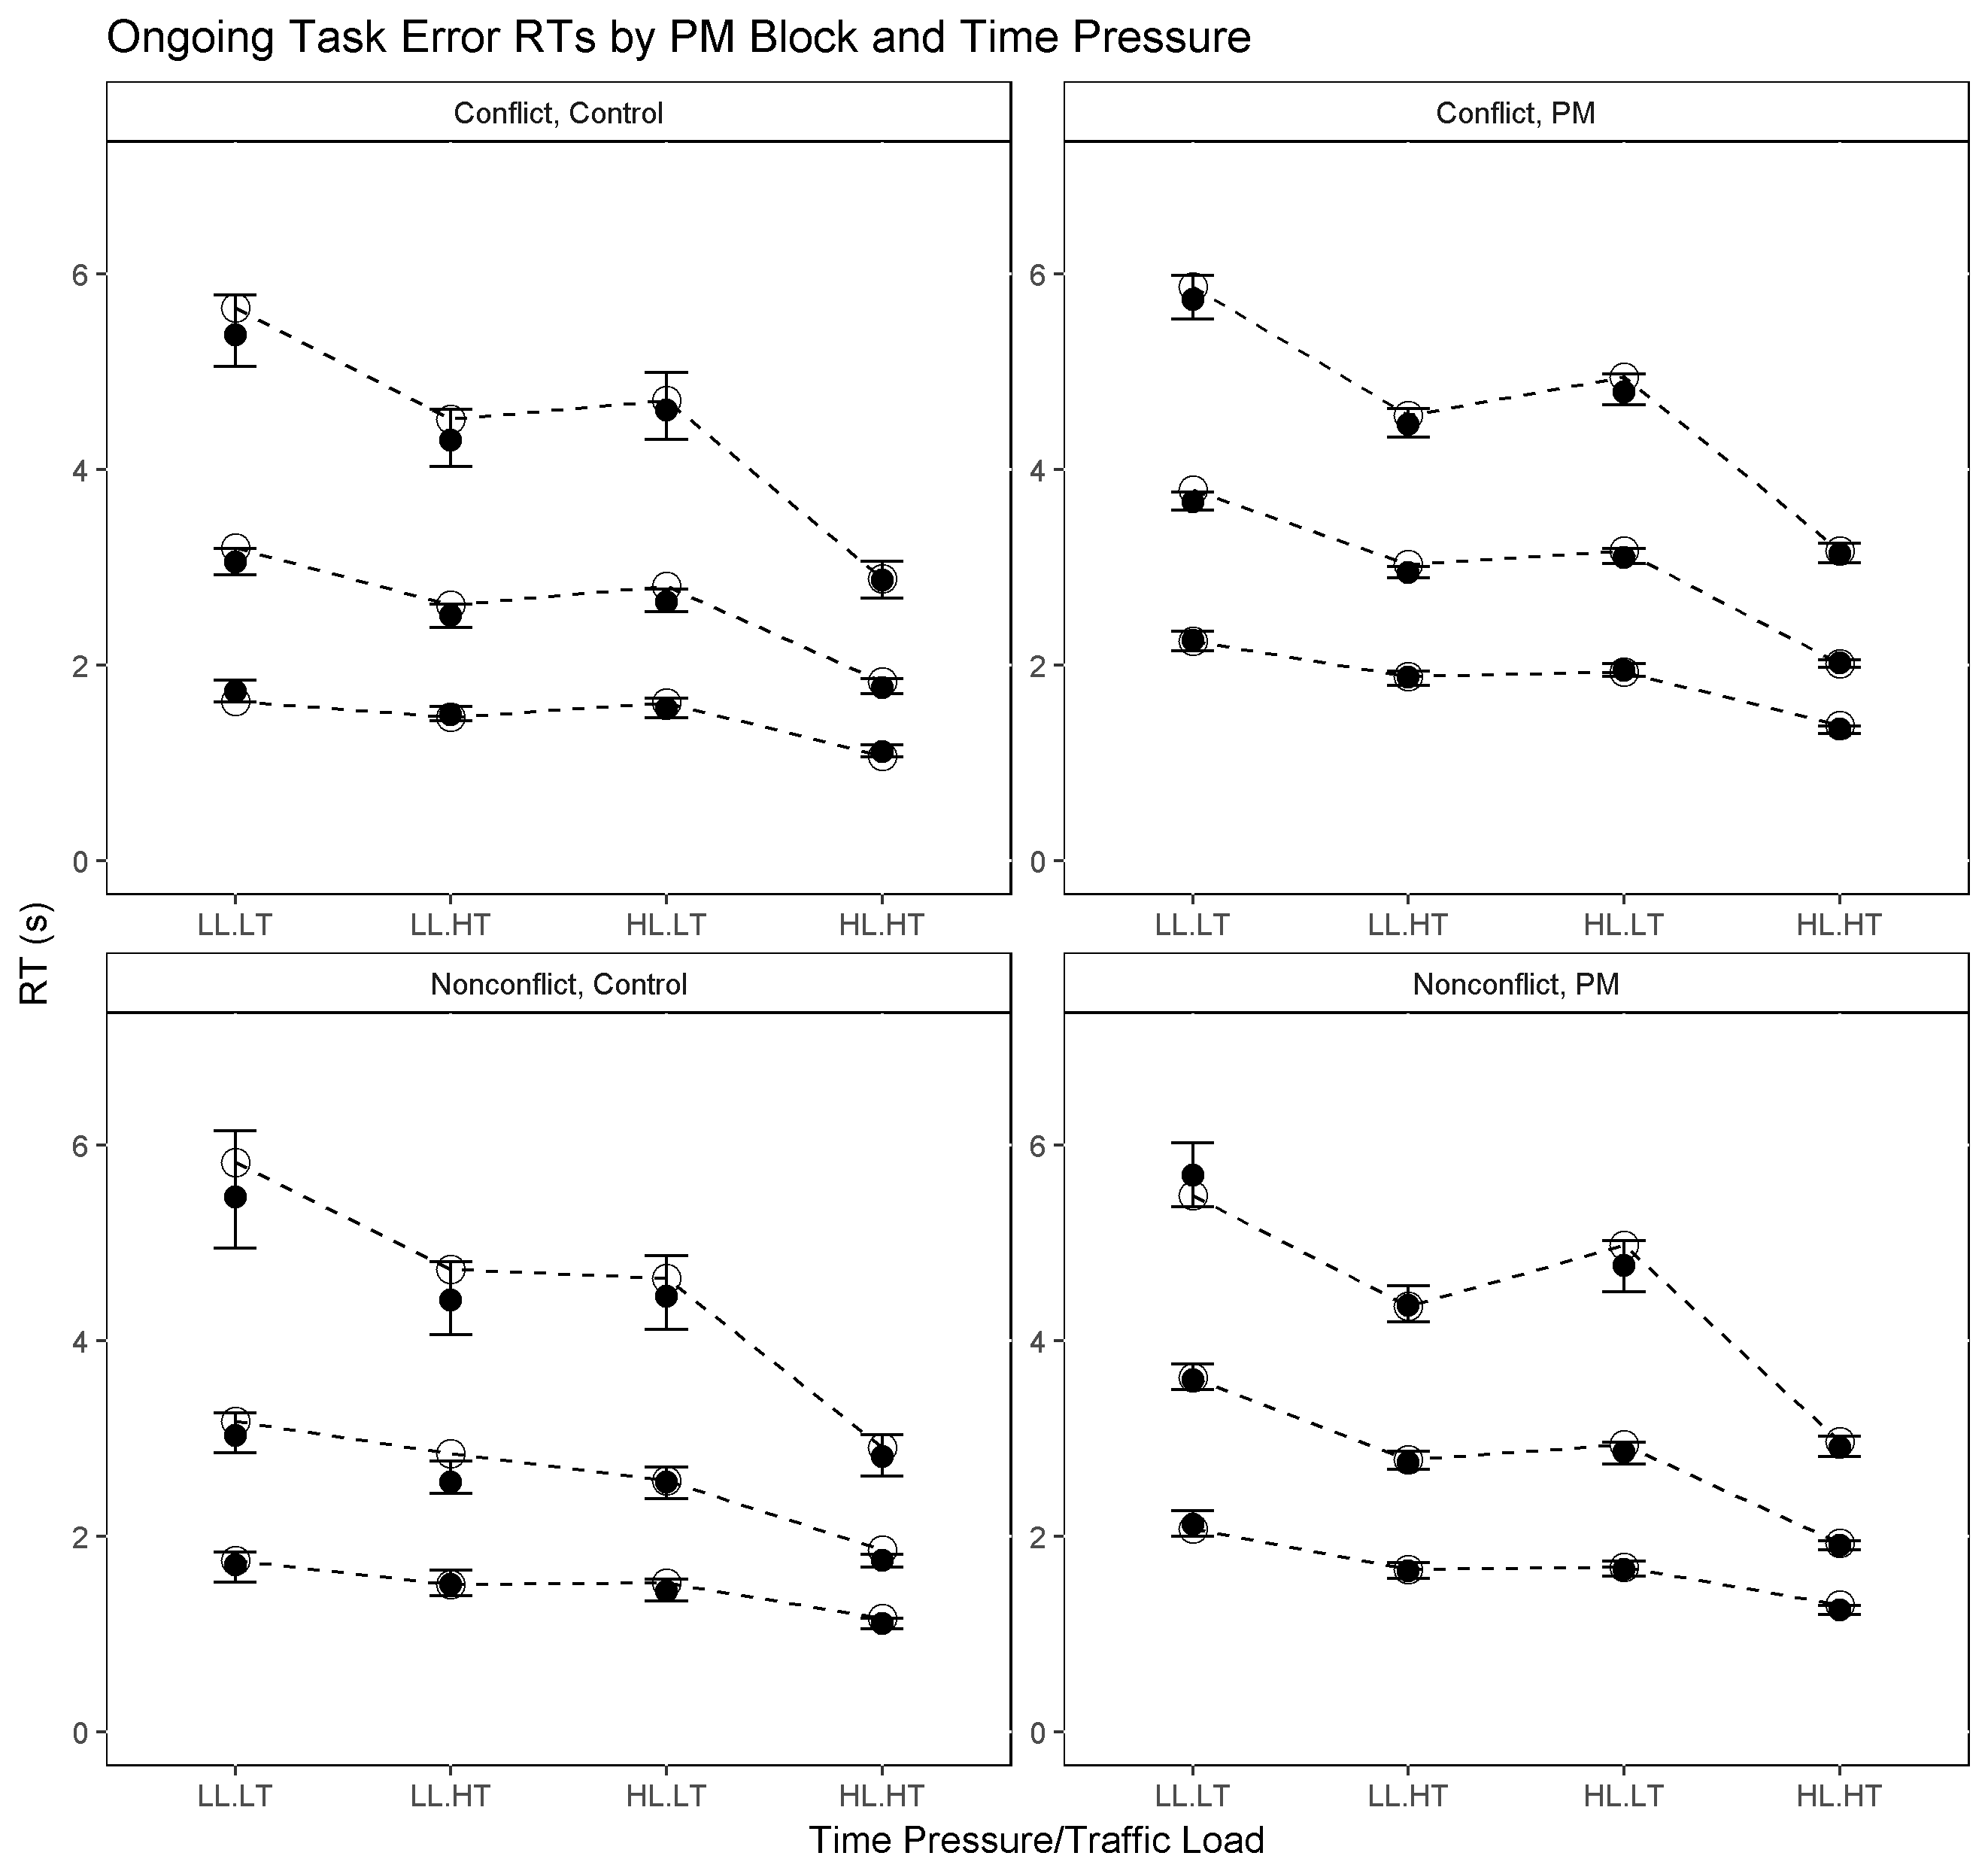 Ongoing Task Error RTs by PM Block and Time Pressure
Conflict, Control
Conflict, PM
6
4
2
0
6
4
2
0
LL.LT LL.HT HL.LT HL.HT
LL.LT LL.HT HL.LT HL.HT
RT (s)
Nonconflict, Control
Nonconflict, PM
6
4
2
0
6
4
2
0
LL.LT LL.HT HL.LT HL.HT
LL.LT LL.HT HL.LT HL.HT
Time Pressure/Traffic Load